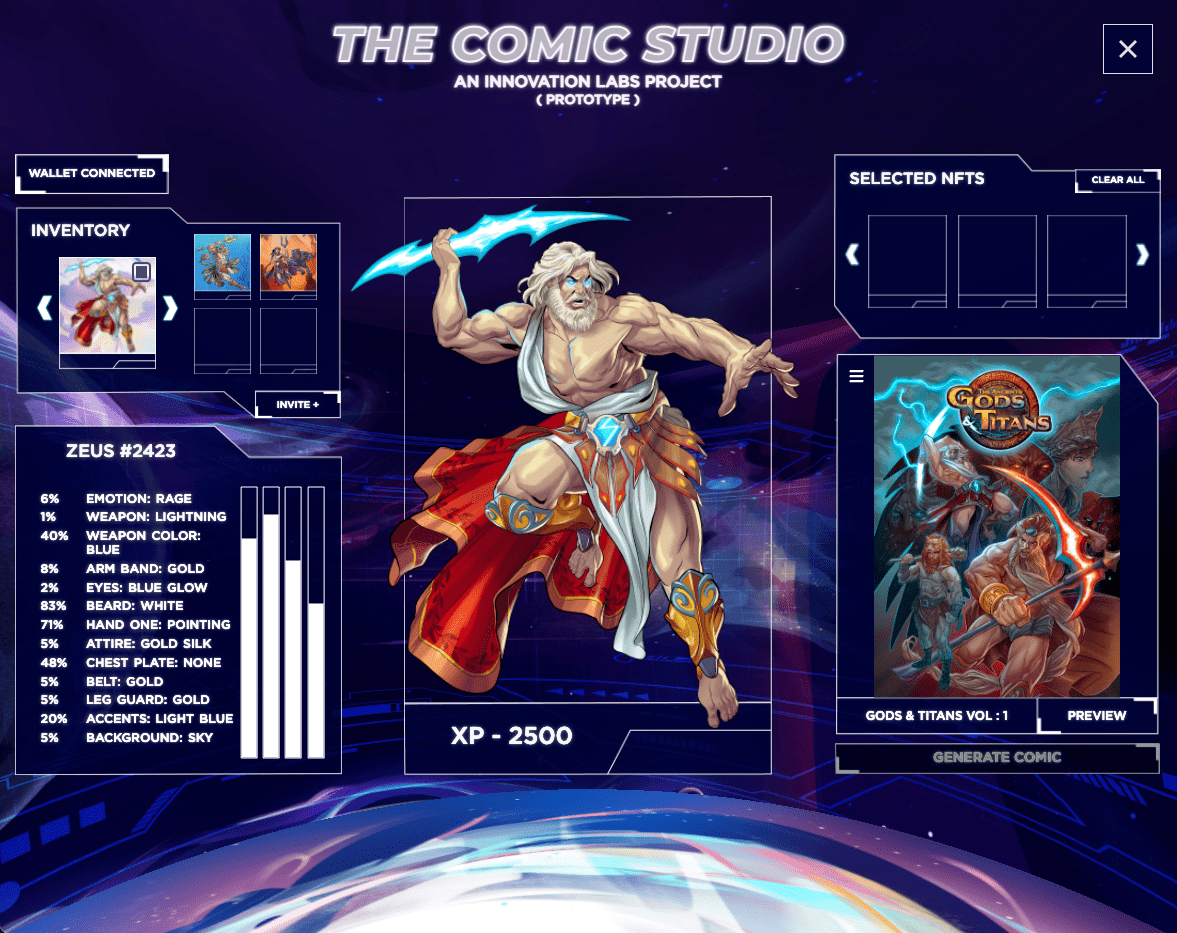 THE COMIC STUDIO
AN INNOVATION LABS PROJECT
( PROTOTYPE )
WALLET CONNECTED
INVENTORY
INVITE +
ZEUS #2423
6% EMOTION: RAGE
1% WEAPON: LIGHTNING
40% WEAPON COLOR:
BLUE
8% ARM BAND: GOLD
2% EYES: BLUE GLOW
83% BEARD: WHITE
71% HAND ONE: POINTING
5% ATTIRE: GOLD SILK
48% CHEST PLATE: NONE
5% BELT: GOLD
5% LEG GUARD: GOLD
20% ACCENTS: LIGHT BLUE
5% BACKGROUND: SKY
XP - 2500
SELECTED NFTS
CLEAR ALL
THE ANCIENTS
GODS
& TITANS
GODS & TITANS VOL : 1
PREVIEW
GENERATE COMIC